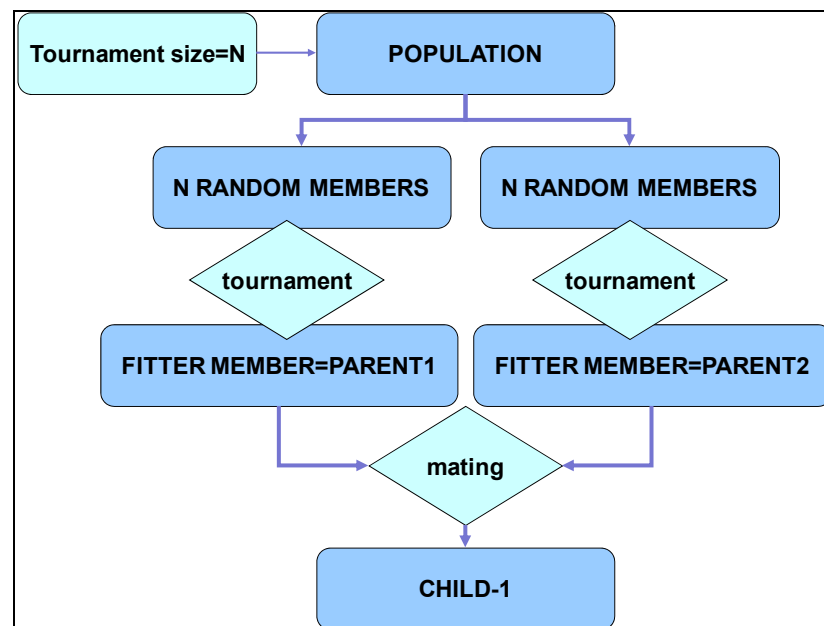 Tournament size=N
POPULATION
N RANDOM MEMBERS
N RANDOM MEMBERS
tournament
tournament
FITTER MEMBER=PARENT1
FITTER MEMBER=PARENT2
mating
CHILD-1